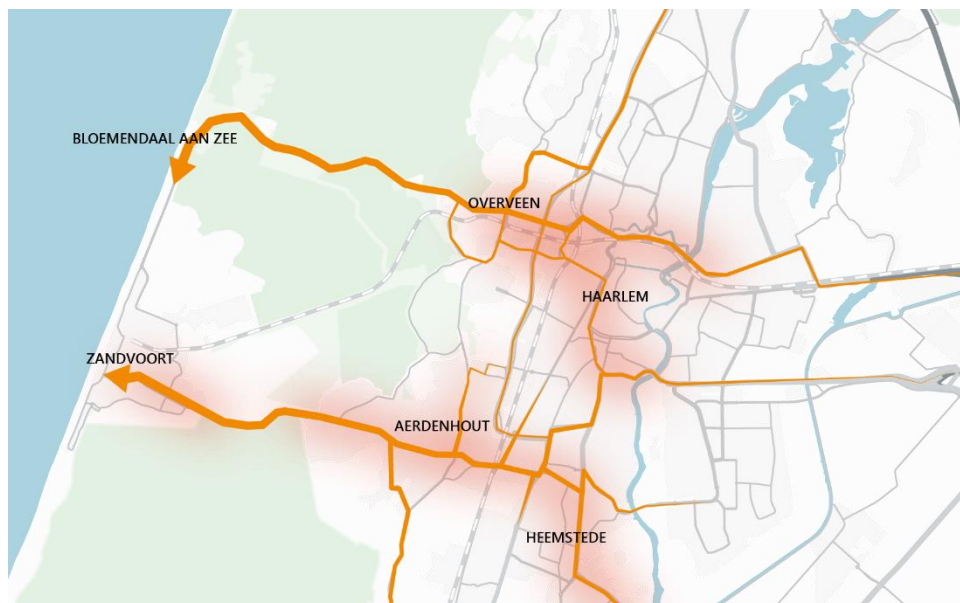 BLOEMENDAAL AAN ZEE
OVERVEEN
HAARLEM
ZANDVOORT
AERDENHOUT
HEEMSTEDE